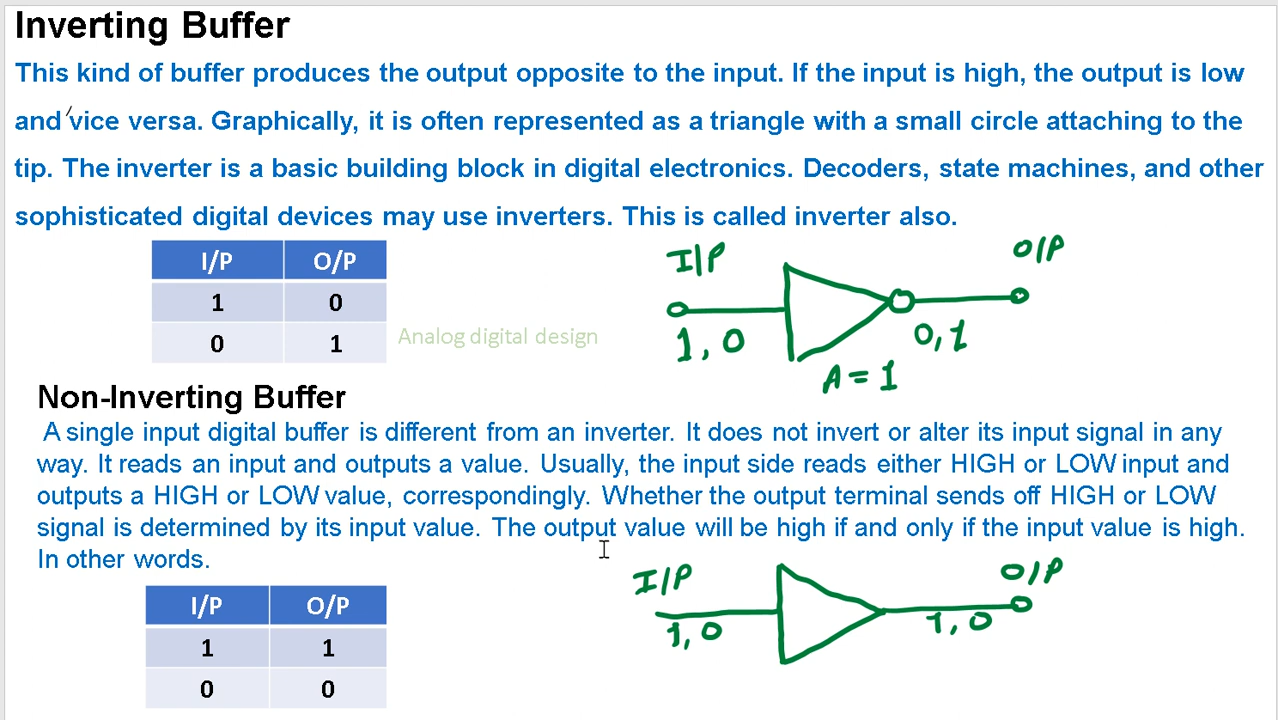 Inverting Buffer
This kind of buffer produces the output opposite to the input. If the input is high, the output is low
and vice versa. Graphically, it is often represented as a triangle with a small circle attaching to the
tip. The inverter is a basic building block in digital electronics. Decoders, state machines, and other
sophisticated digital devices may use inverters. This is called inverter also.
I/P O/P
1 0
0 1
Analog digital design
I/P O/P
1, 0 0, 1
A = 1
Non-Inverting Buffer
A single input digital buffer is different from an inverter. It does not invert or alter its input signal in any
way. It reads an input and outputs a value. Usually, the input side reads either HIGH or LOW input and
outputs a HIGH or LOW value, correspondingly. Whether the output terminal sends off HIGH or LOW
signal is determined by its input value. The output value will be high if and only if the input value is high.
In other words.
I/P O/P
1 1
0 0
I/P O/P
1, 0 1, 0